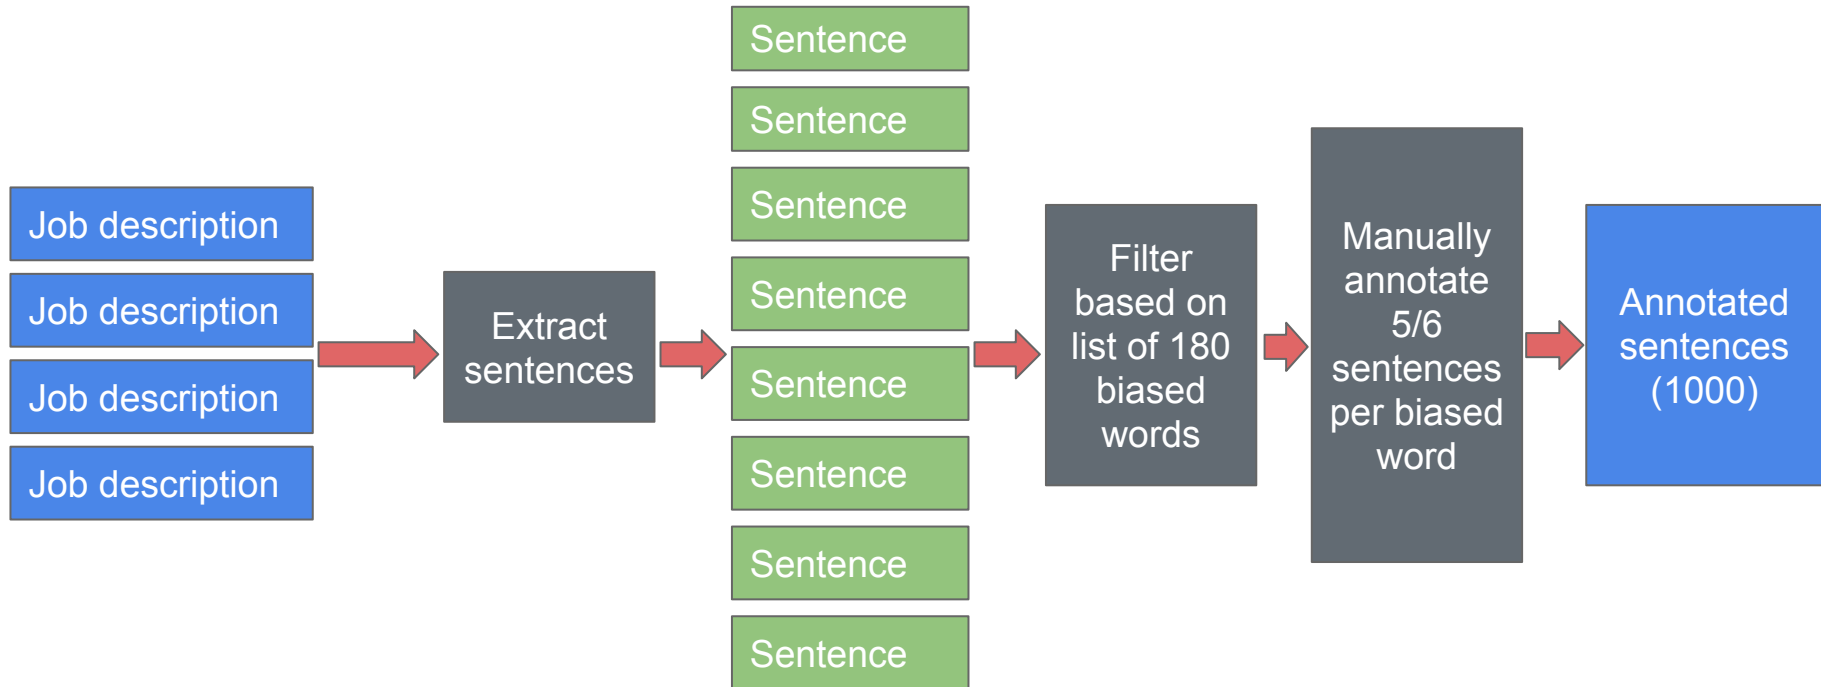 Job description
Job description
Job description
Job description
Extract
sentences
Sentence
Sentence
Sentence
Sentence
Sentence
Sentence
Sentence
Sentence
Filter
based on
list of 180
biased
words
Manually
annotate
5/6
sentences
per biased
word
Annotated
sentences
(1000)